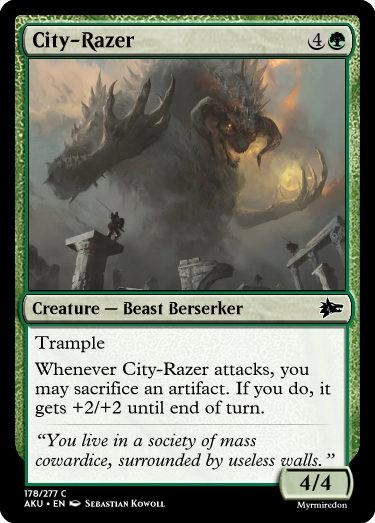 City-Razer 4
Creature — Beast Berserker
Trample
Whenever City-Razer attacks, you
may sacrifice an artifact. If you do, it
gets +2/+2 until end of turn.
“You live in a society of mass
cowardice, surrounded by useless walls.”
4/4
178/277 C
AKU • EN Sebastian Kowoll
Myrmiredon